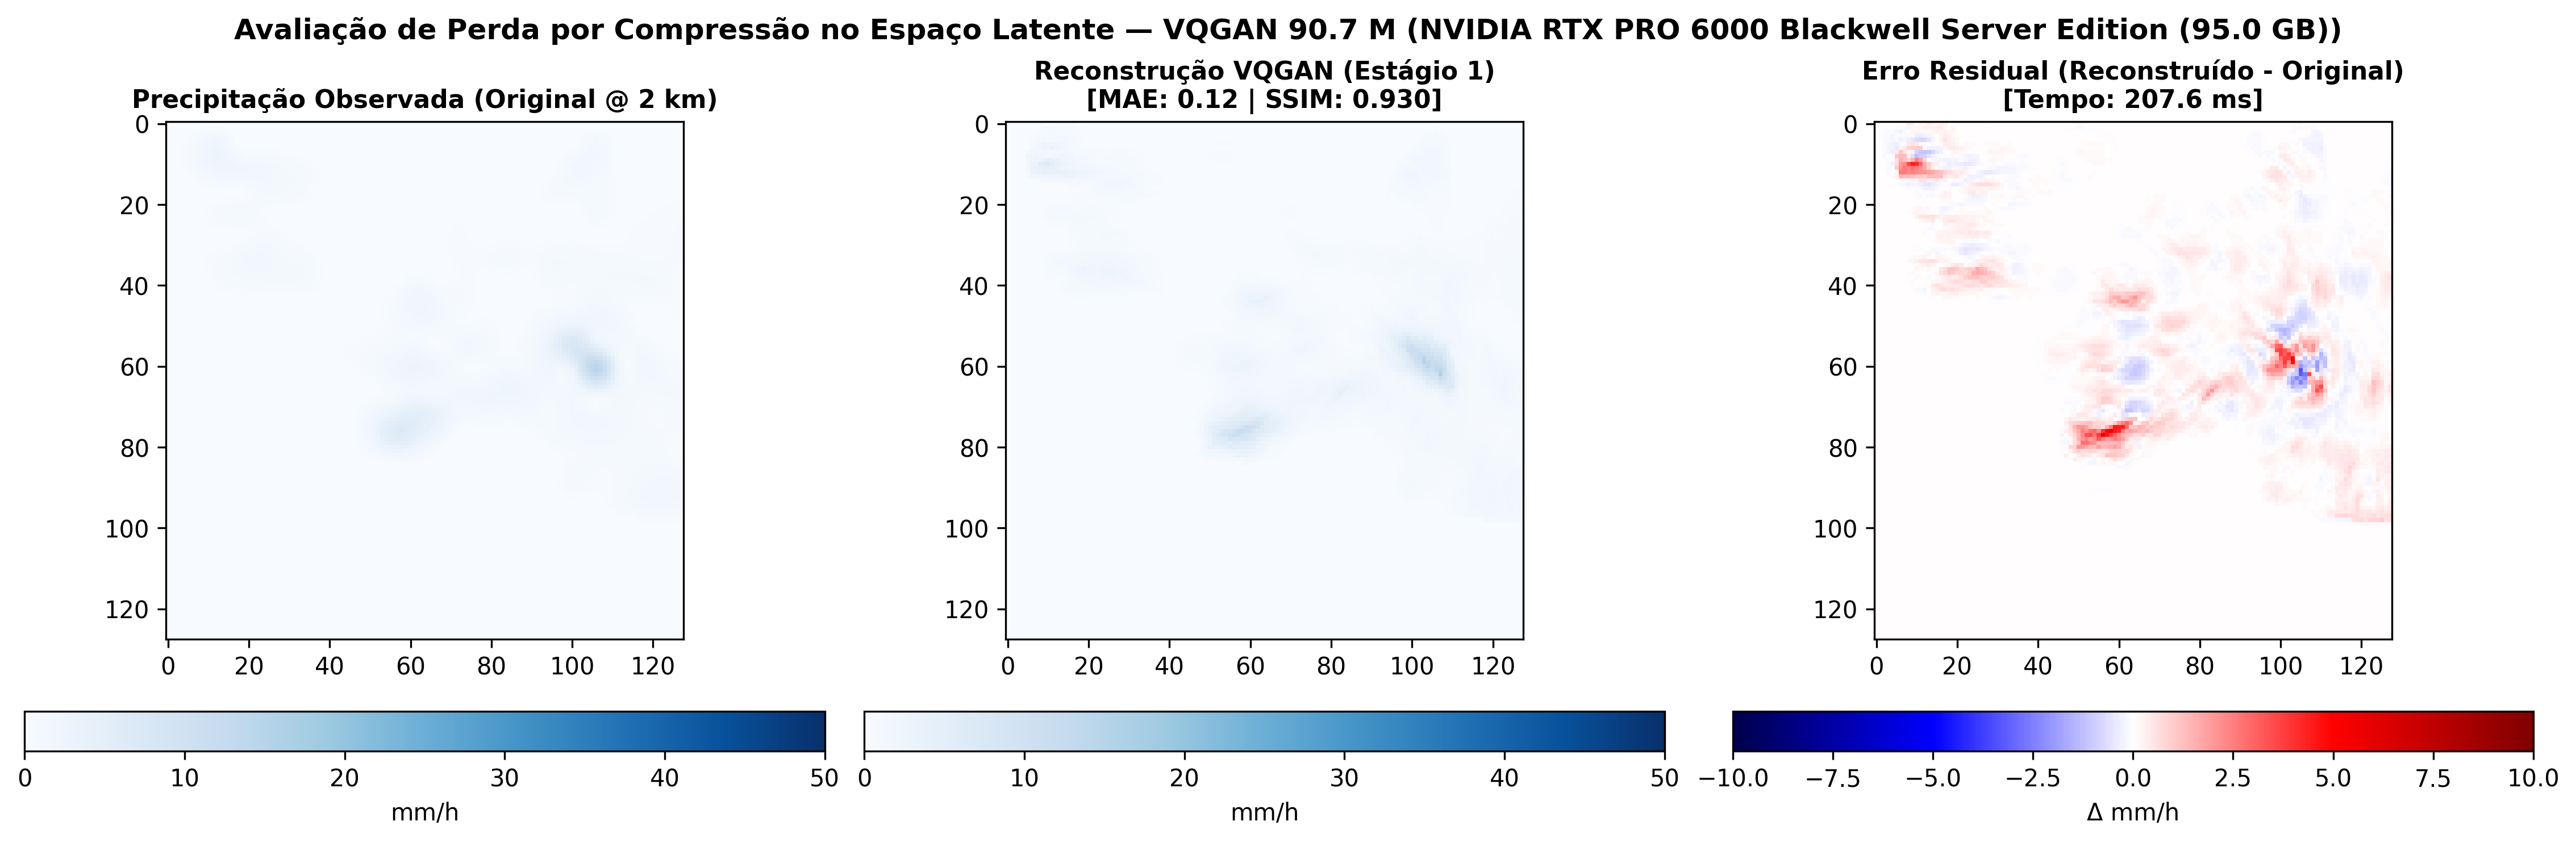 Avaliação de Perda por Compressão no Espaço Latente — VQGAN 90.7 M (NVIDIA RTX PRO 6000 Blackwell Server Edition (95.0 GB))
Precipitação Observada (Original @ 2 km)
0
20
40
60
80
100
120
0 20 40 60 80 100 120
0 10 20 30 40 50
mm/h
Reconstrução VQGAN (Estágio 1)
[MAE: 0.12 | SSIM: 0.930]
0
20
40
60
80
100
120
0 20 40 60 80 100 120
0 10 20 30 40 50
mm/h
Erro Residual (Reconstruído - Original)
[Tempo: 207.6 ms]
0
20
40
60
80
100
120
0 20 40 60 80 100 120
−10.0 −7.5 −5.0 −2.5 0.0 2.5 5.0 7.5 10.0
Δ mm/h